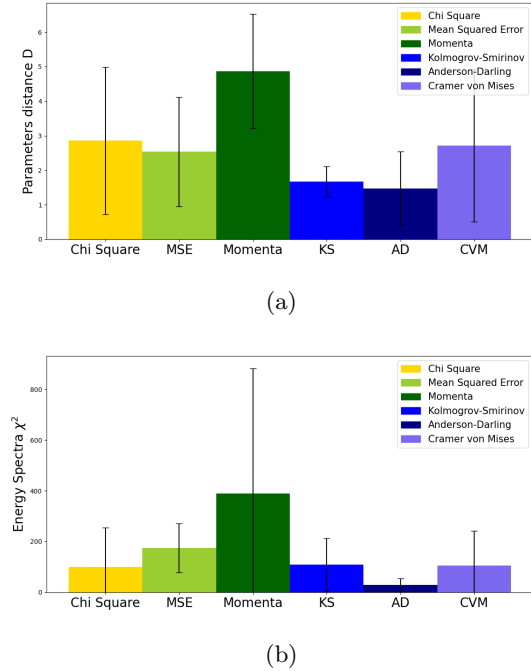 Parameters distance D
6
5
4
3
2
1
0
Chi Square
Mean Squared Error
Momenta
Kolmogrov-Smirinov
Anderson-Darling
Cramer von Mises
Chi Square MSE Momenta KS AD CVM
(a)
Energy Spectra χ²
800
600
400
200
0
Chi Square
Mean Squared Error
Momenta
Kolmogrov-Smirinov
Anderson-Darling
Cramer von Mises
Chi Square MSE Momenta KS AD CVM
(b)